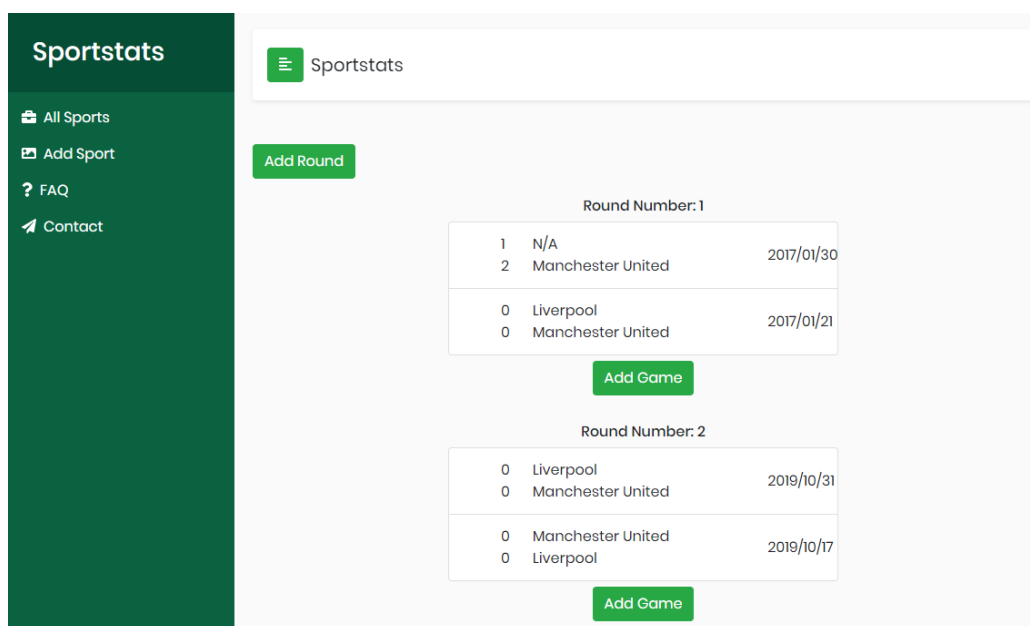 Sportstats
Sportstats
All Sports
Add Sport
? FAQ
Contact
Add Round
Round Number: 1
1 N/A
2 Manchester United
2017/01/30
0 Liverpool
0 Manchester United
2017/01/21
Add Game
Round Number: 2
0 Liverpool
0 Manchester United
2019/10/31
0 Manchester United
0 Liverpool
2019/10/17
Add Game